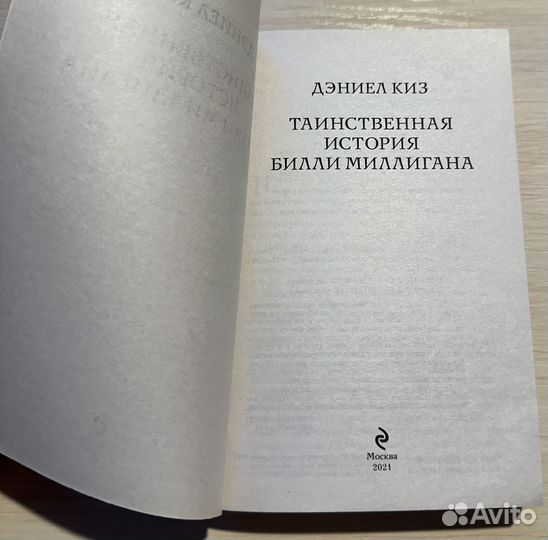 ДЭНИЕЛ КИЗ
ТАИНСТВЕННАЯ
ИСТОРИЯ
БИЛЛИ МИЛЛИГАНА
Москва
2021
Avito